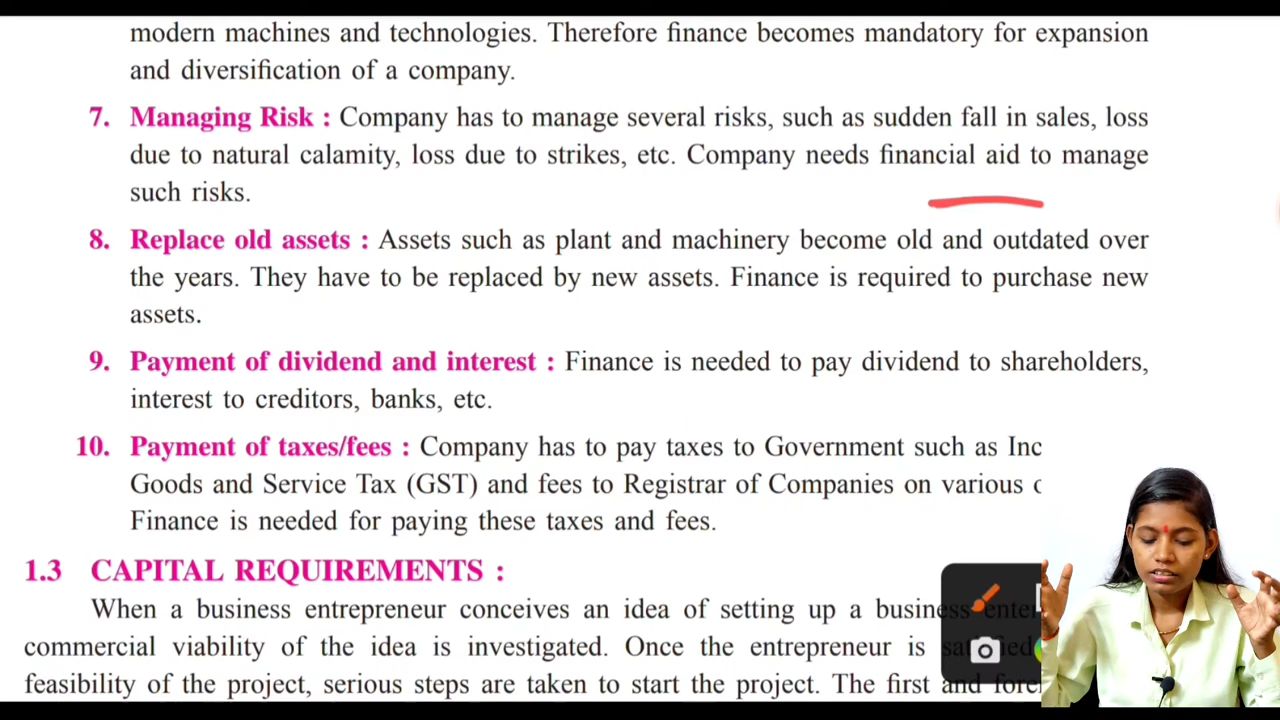 modern machines and technologies. Therefore finance becomes mandatory for expansion
and diversification of a company.
7. Managing Risk : Company has to manage several risks, such as sudden fall in sales, loss
due to natural calamity, loss due to strikes, etc. Company needs financial aid to manage
such risks.
8. Replace old assets : Assets such as plant and machinery become old and outdated over
the years. They have to be replaced by new assets. Finance is required to purchase new
assets.
9. Payment of dividend and interest : Finance is needed to pay dividend to shareholders,
interest to creditors, banks, etc.
10. Payment of taxes/fees : Company has to pay taxes to Government such as
Goods and Service Tax (GST) and fees to Registrar of Companies on various
Finance is needed for paying these taxes and fees.
1.3 CAPITAL REQUIREMENTS :
When a business entrepreneur conceives an idea of setting up a business
commercial viability of the idea is investigated. Once the entrepreneur is
feasibility of the project, serious steps are taken to start the project. The first and